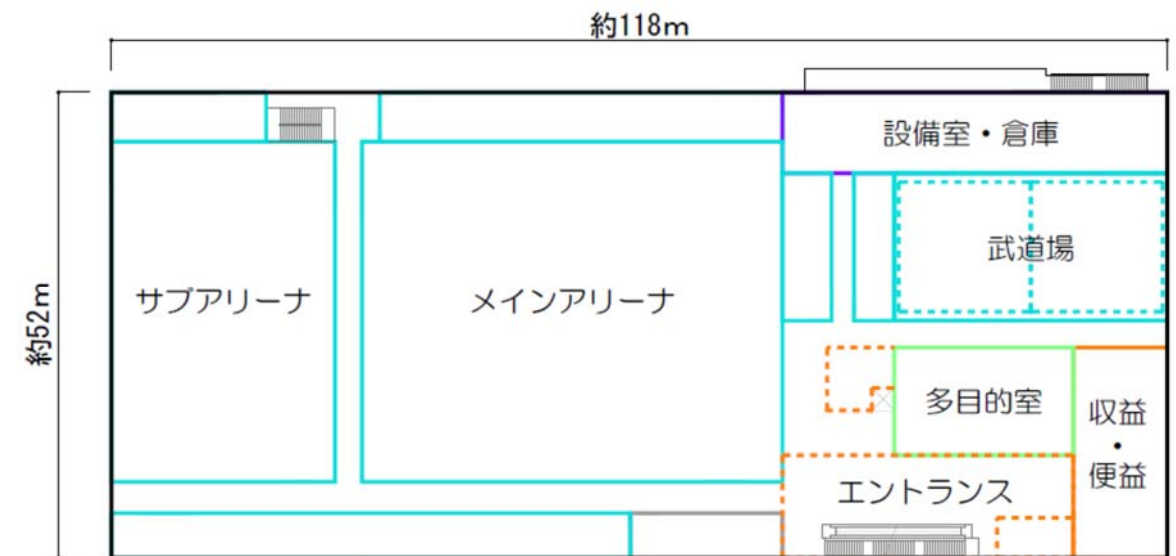 約118m
約52m
設備室・倉庫
武道場
サブアリーナ
メインアリーナ
多目的室
収益
・
便益
エントランス